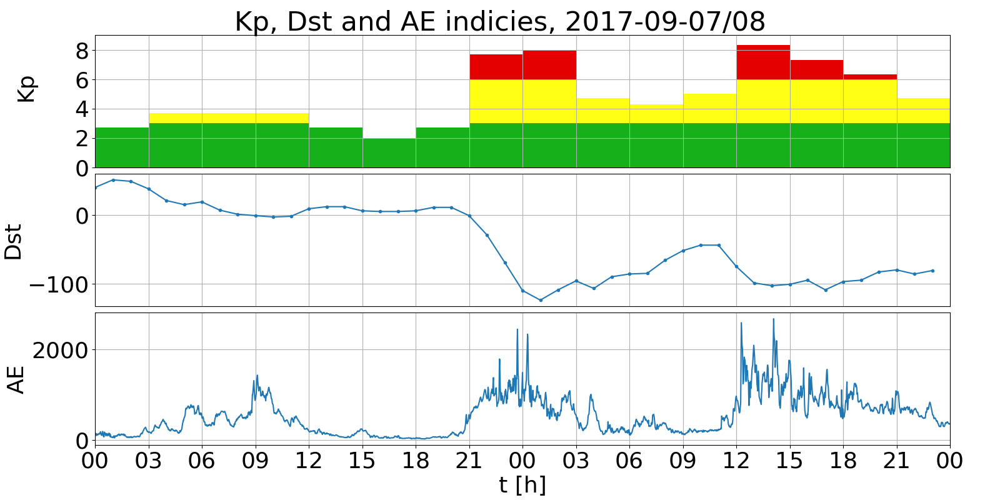 Kp, Dst and AE indicies, 2017-09-07/08
Kp
8
6
4
2
0
Dst
0
−100
AE
2000
0
00 03 06 09 12 15 18 21 00 03 06 09 12 15 18 21 00
t [h]